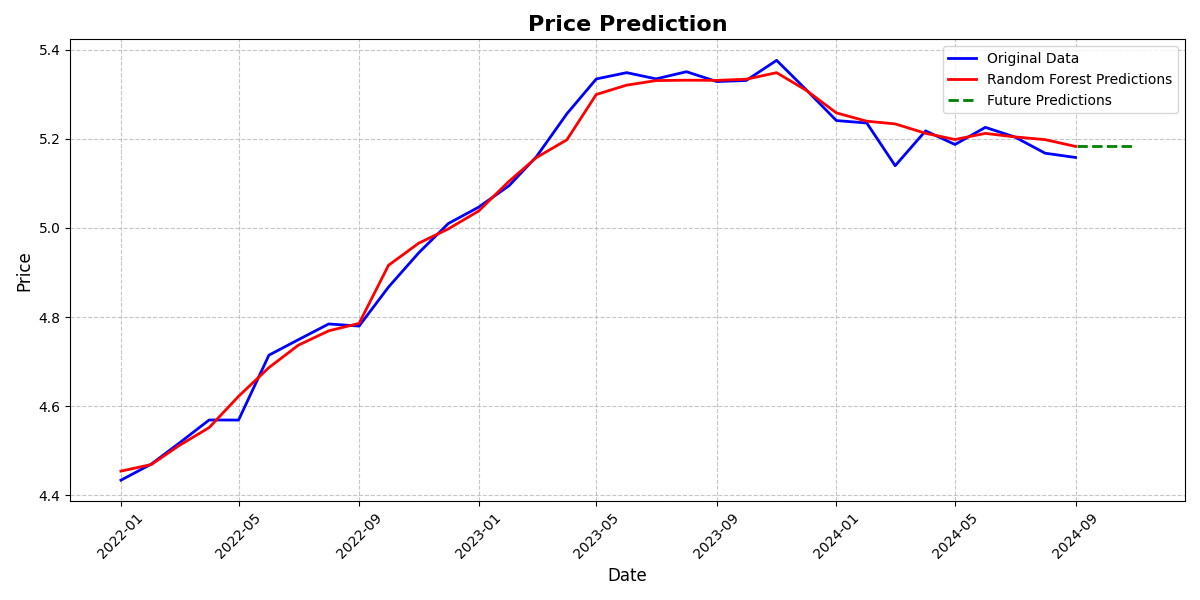 Price Prediction
Original Data
Random Forest Predictions
Future Predictions
Price
5.4
5.2
5.0
4.8
4.6
4.4
2022-01
2022-05
2022-09
2023-01
2023-05
2023-09
2024-01
2024-05
2024-09
Date